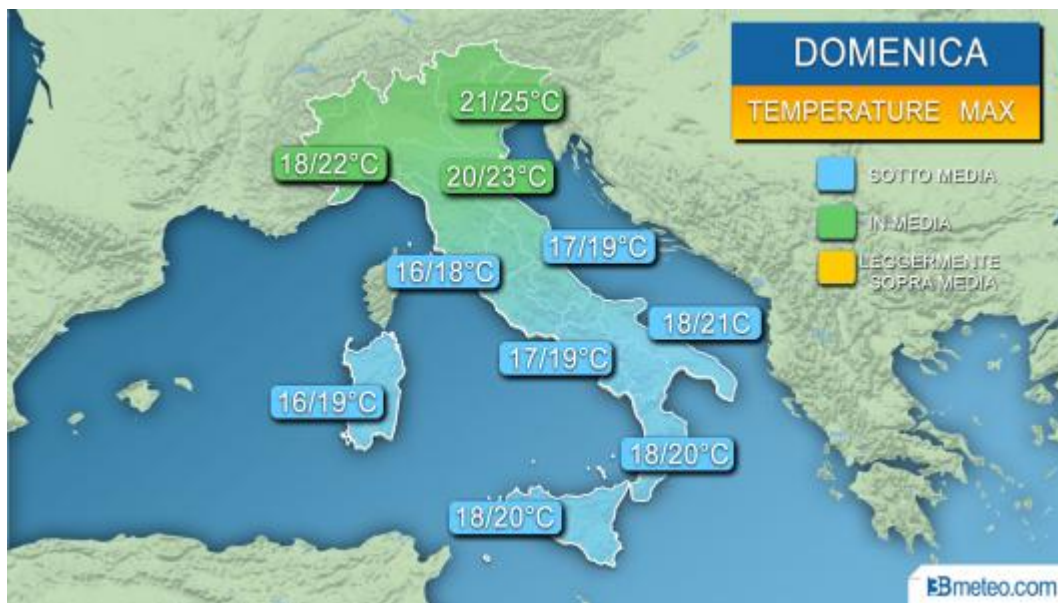 DOMENICA
TEMPERATURE MAX
SOTTO MEDIA
IN MEDIA
LEGGERMENTE
SOPRA MEDIA
21/25°C
18/22°C
20/23°C
17/19°C
16/18°C
18/21C
17/19°C
16/19°C
18/20°C
18/20°C
3Bmeteo.com